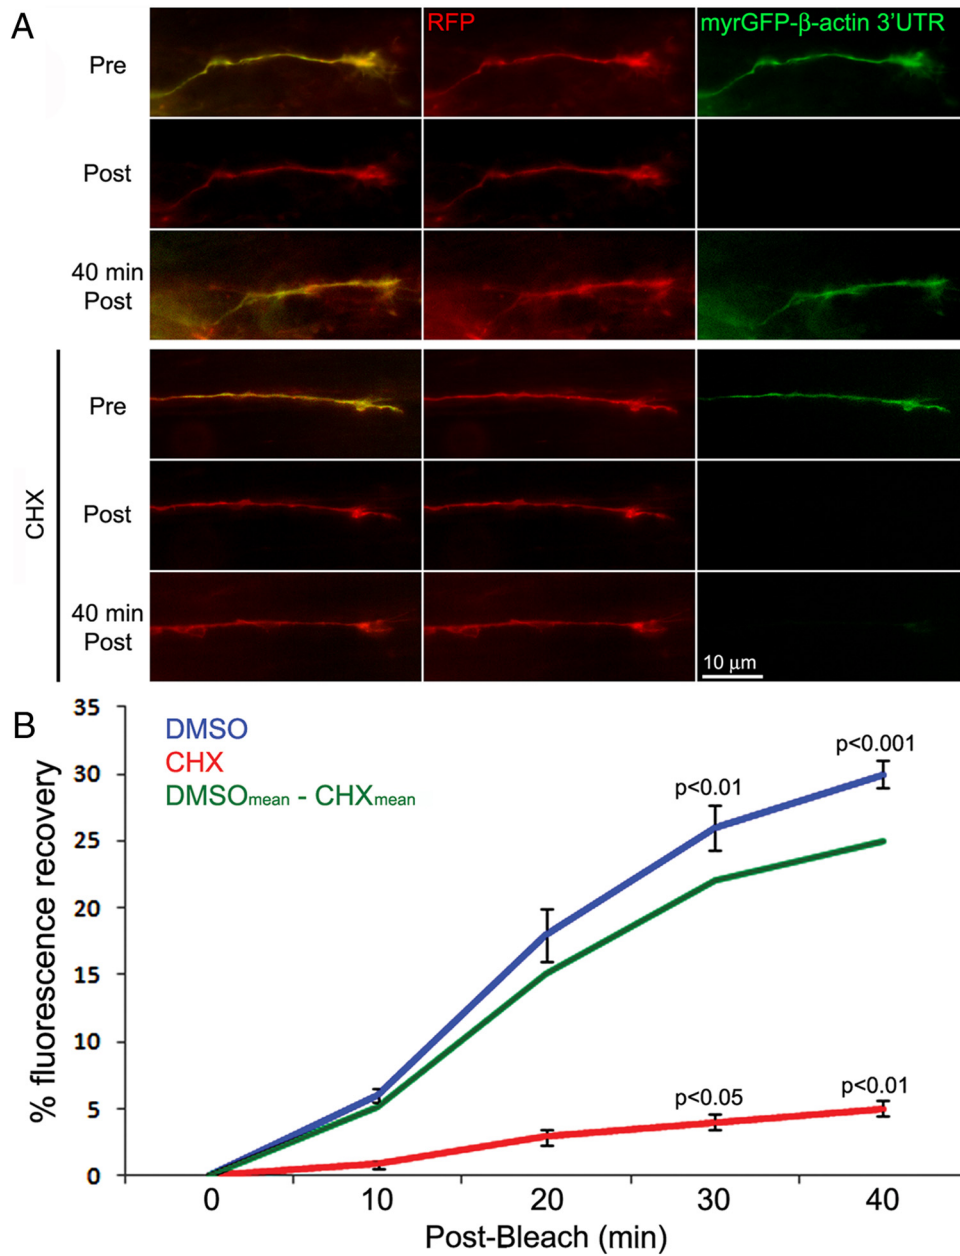 A
RFP
myrGFP-β-actin 3'UTR
Pre
Post
40 min
Post
CHX
Pre
Post
40 min
Post
10 μm
B
DMSO
CHX
DMSOmean - CHXmean
% fluorescence recovery
35
30
25
20
15
10
5
0
p<0.01
p<0.001
p<0.05
p<0.01
0 10 20 30 40
Post-Bleach (min)